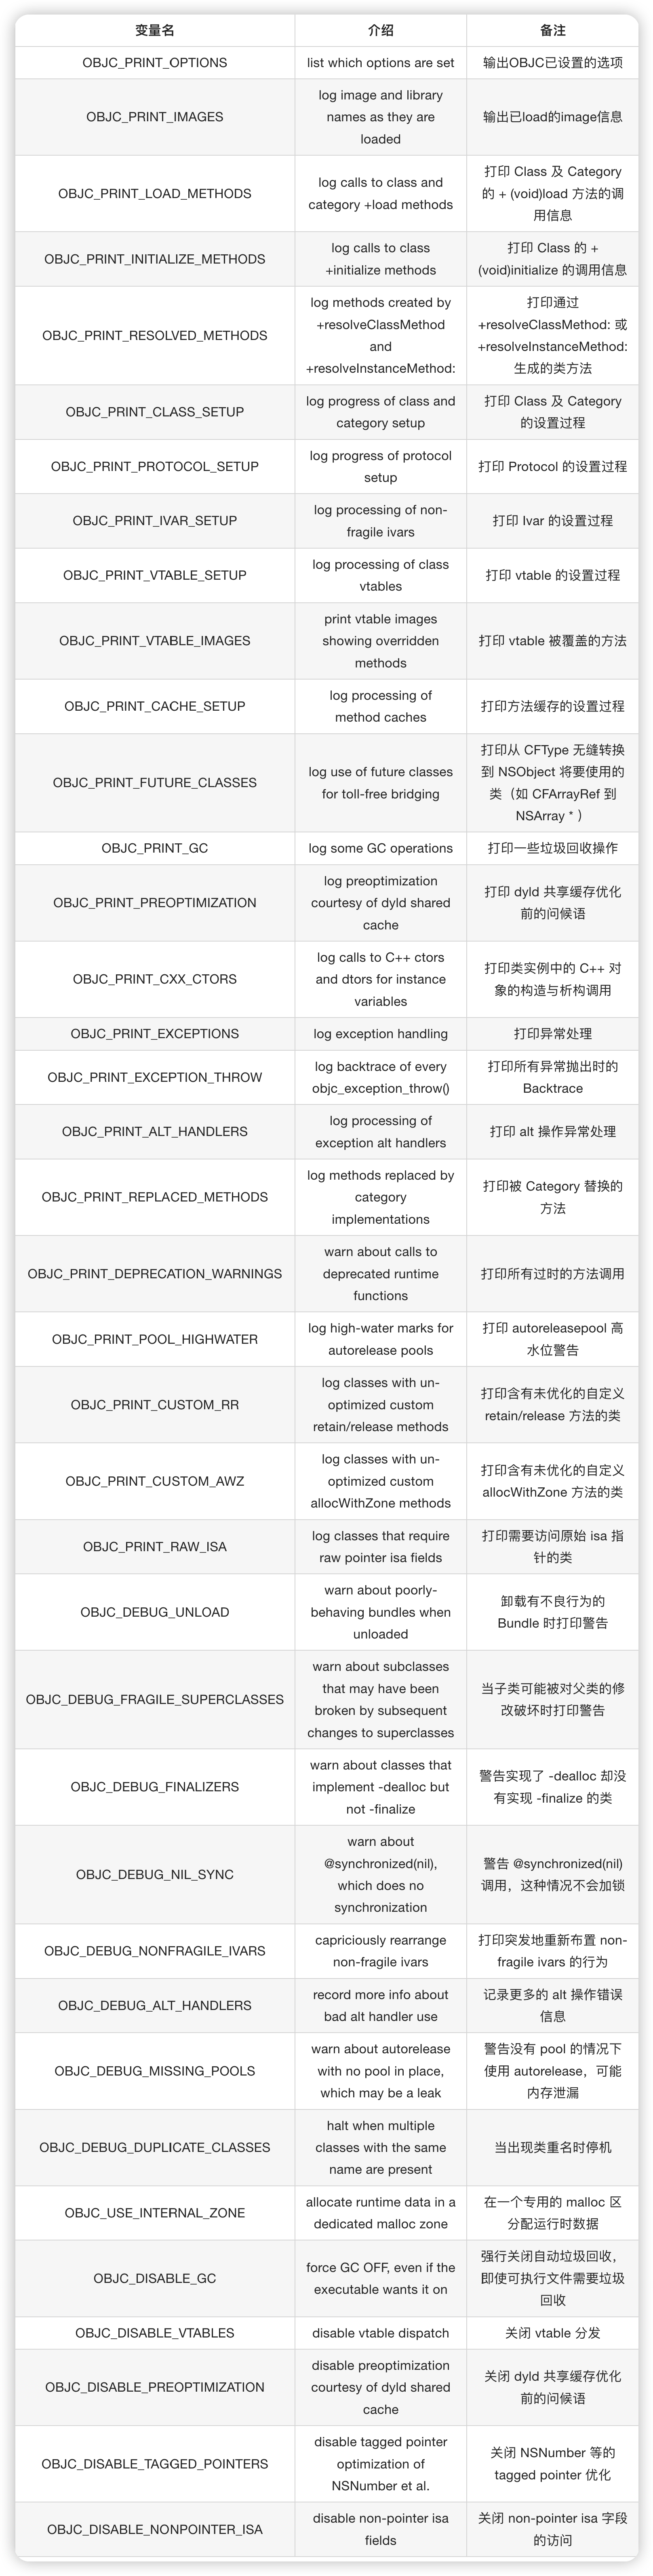 变量名 介绍 备注
OBJC_PRINT_OPTIONS list which options are set 输出OBJC已设置的选项
OBJC_PRINT_IMAGES
log image and library
names as they are
loaded
输出已load的image信息
OBJC_PRINT_LOAD_METHODS
log calls to class and
category +load methods
打印 Class 及 Category
的 + (void)load 方法的调
用信息
OBJC_PRINT_INITIALIZE_METHODS
log calls to class
+initialize methods
打印 Class 的 +
(void)initialize 的调用信息
OBJC_PRINT_RESOLVED_METHODS
log methods created by
+resolveClassMethod
and
+resolveInstanceMethod:
打印通过
+resolveClassMethod: 或
+resolveInstanceMethod:
生成的类方法
OBJC_PRINT_CLASS_SETUP
log progress of class and
category setup
打印 Class 及 Category
的设置过程
OBJC_PRINT_PROTOCOL_SETUP
log progress of protocol
setup
打印 Protocol 的设置过程
OBJC_PRINT_IVAR_SETUP
log processing of non-
fragile ivars
打印 Ivar 的设置过程
OBJC_PRINT_VTABLE_SETUP
log processing of class
vtables
打印 vtable 的设置过程
OBJC_PRINT_VTABLE_IMAGES
print vtable images
showing overridden
methods
打印 vtable 被覆盖的方法
OBJC_PRINT_CACHE_SETUP
log processing of
method caches
打印方法缓存的设置过程
OBJC_PRINT_FUTURE_CLASSES
log use of future classes
for toll-free bridging
打印从 CFType 无缝转换
到 NSObject 将要使用的
类（如 CFArrayRef 到
NSArray * ）
OBJC_PRINT_GC log some GC operations 打印一些垃圾回收操作
OBJC_PRINT_PREOPTIMIZATION
log preoptimization
courtesy of dyld shared
cache
打印 dyld 共享缓存优化
前的问候语
OBJC_PRINT_CXX_CTORS
log calls to C++ ctors
and dtors for instance
variables
打印类实例中的 C++ 对
象的构造与析构调用
OBJC_PRINT_EXCEPTIONS log exception handling 打印异常处理
OBJC_PRINT_EXCEPTION_THROW
log backtrace of every
objc_exception_throw()
打印所有异常抛出时的
Backtrace
OBJC_PRINT_ALT_HANDLERS
log processing of
exception alt handlers
打印 alt 操作异常处理
OBJC_PRINT_REPLACED_METHODS
log methods replaced by
category
implementations
打印被 Category 替换的
方法
OBJC_PRINT_DEPRECATION_WARNINGS
warn about calls to
deprecated runtime
functions
打印所有过时的方法调用
OBJC_PRINT_POOL_HIGHWATER
log high-water marks for
autorelease pools
打印 autoreleasepool 高
水位警告
OBJC_PRINT_CUSTOM_RR
log classes with un-
optimized custom
retain/release methods
打印含有未优化的自定义
retain/release 方法的类
OBJC_PRINT_CUSTOM_AWZ
log classes with un-
optimized custom
allocWithZone methods
打印含有未优化的自定义
allocWithZone 方法的类
OBJC_PRINT_RAW_ISA
log classes that require
raw pointer isa fields
打印需要访问原始 isa 指
针的类
OBJC_DEBUG_UNLOAD
warn about poorly-
behaving bundles when
unloaded
卸载有不良行为的
Bundle 时打印警告
OBJC_DEBUG_FRAGILE_SUPERCLASSES
warn about subclasses
that may have been
broken by subsequent
changes to superclasses
当子类可能被对父类的修
改破坏时打印警告
OBJC_DEBUG_FINALIZERS
warn about classes that
implement -dealloc but
not -finalize
警告实现了 -dealloc 却没
有实现 -finalize 的类
OBJC_DEBUG_NIL_SYNC
warn about
@synchronized(nil),
which does no
synchronization
警告 @synchronized(nil)
调用，这种情况不会加锁
OBJC_DEBUG_NONFRAGILE_IVARS
capriciously rearrange
non-fragile ivars
打印突发地重新布置 non-
fragile ivars 的行为
OBJC_DEBUG_ALT_HANDLERS
record more info about
bad alt handler use
记录更多的 alt 操作错误
信息
OBJC_DEBUG_MISSING_POOLS
warn about autorelease
with no pool in place,
which may be a leak
警告没有 pool 的情况下
使用 autorelease，可能
内存泄漏
OBJC_DEBUG_DUPLICATE_CLASSES
halt when multiple
classes with the same
name are present
当出现类重名时停机
OBJC_USE_INTERNAL_ZONE
allocate runtime data in a
dedicated malloc zone
在一个专用的 malloc 区
分配运行时数据
OBJC_DISABLE_GC
force GC OFF, even if the
executable wants it on
强行关闭自动垃圾回收，
即使可执行文件需要垃圾
回收
OBJC_DISABLE_VTABLES disable vtable dispatch 关闭 vtable 分发
OBJC_DISABLE_PREOPTIMIZATION
disable preoptimization
courtesy of dyld shared
cache
关闭 dyld 共享缓存优化
前的问候语
OBJC_DISABLE_TAGGED_POINTERS
disable tagged pointer
optimization of
NSNumber et al.
关闭 NSNumber 等的
tagged pointer 优化
OBJC_DISABLE_NONPOINTER_ISA
disable non-pointer isa
fields
关闭 non-pointer isa 字段
的访问